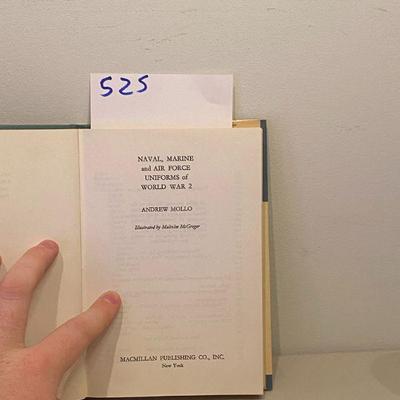 525
NAVAL, MARINE
and AIR FORCE
UNIFORMS of
WORLD WAR 2
ANDREW MOLLO
Illustrated by Malcolm McGregor
MACMILLAN PUBLISHING CO., INC.
New York